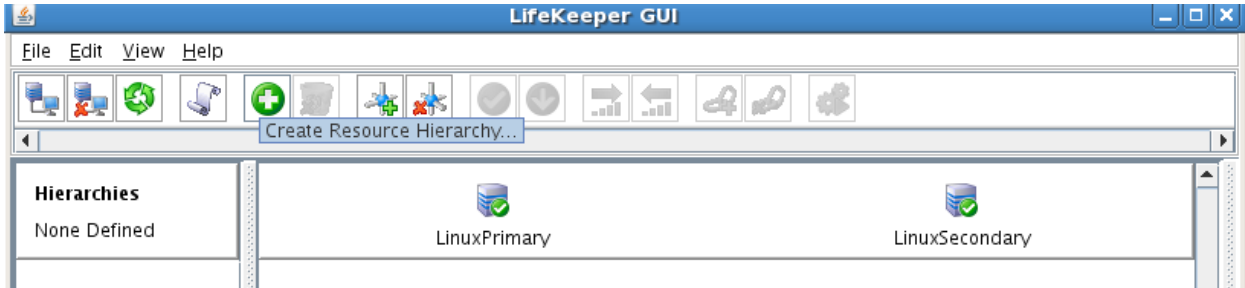 LifeKeeper GUI
File Edit View Help
Create Resource Hierarchy...
Hierarchies
None Defined
LinuxPrimary
LinuxSecondary